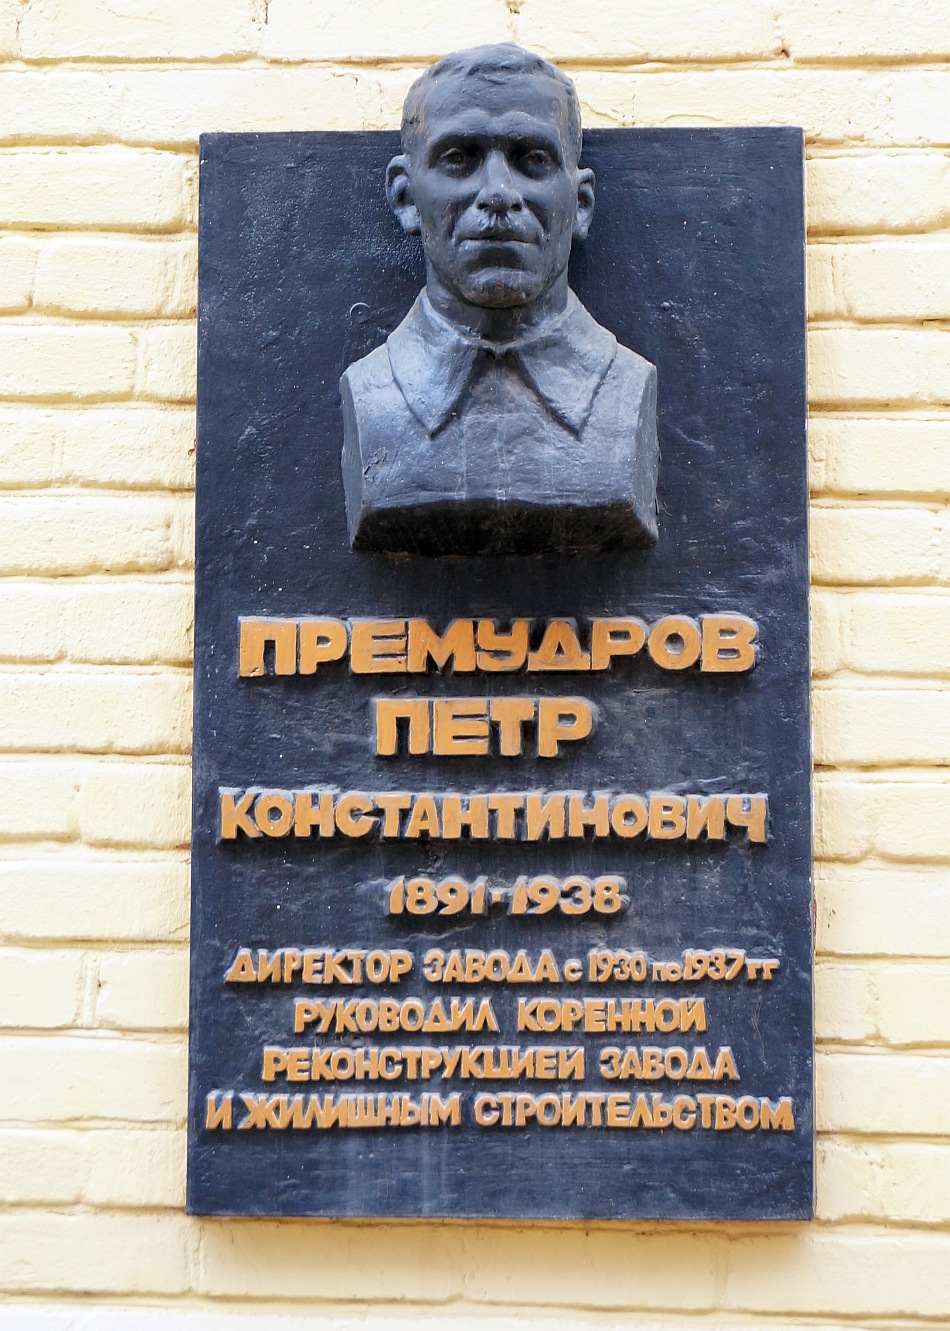 ПРЕМУДРОВ
ПЕТР
КОНСТАНТИНОВИЧ
1891-1938
ДИРЕКТОР ЗАВОДА С 1930 ПО 1937 ГГ
РУКОВОДИЛ КОРЕННОЙ
РЕКОНСТРУКЦИЕЙ ЗАВОДА
И ЖИЛИЩНЫМ СТРОИТЕЛЬСТВОМ